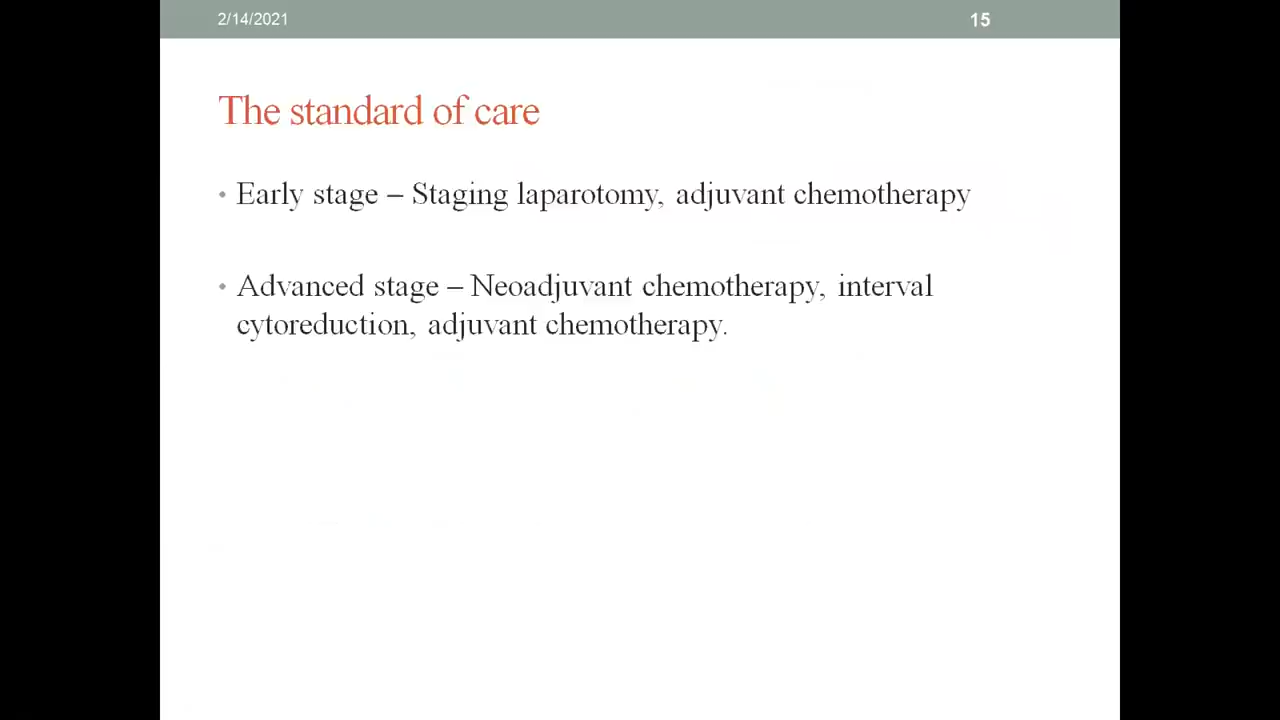 2/14/2021
15
The standard of care
• Early stage – Staging laparotomy, adjuvant chemotherapy
• Advanced stage – Neoadjuvant chemotherapy, interval
cytoreduction, adjuvant chemotherapy.